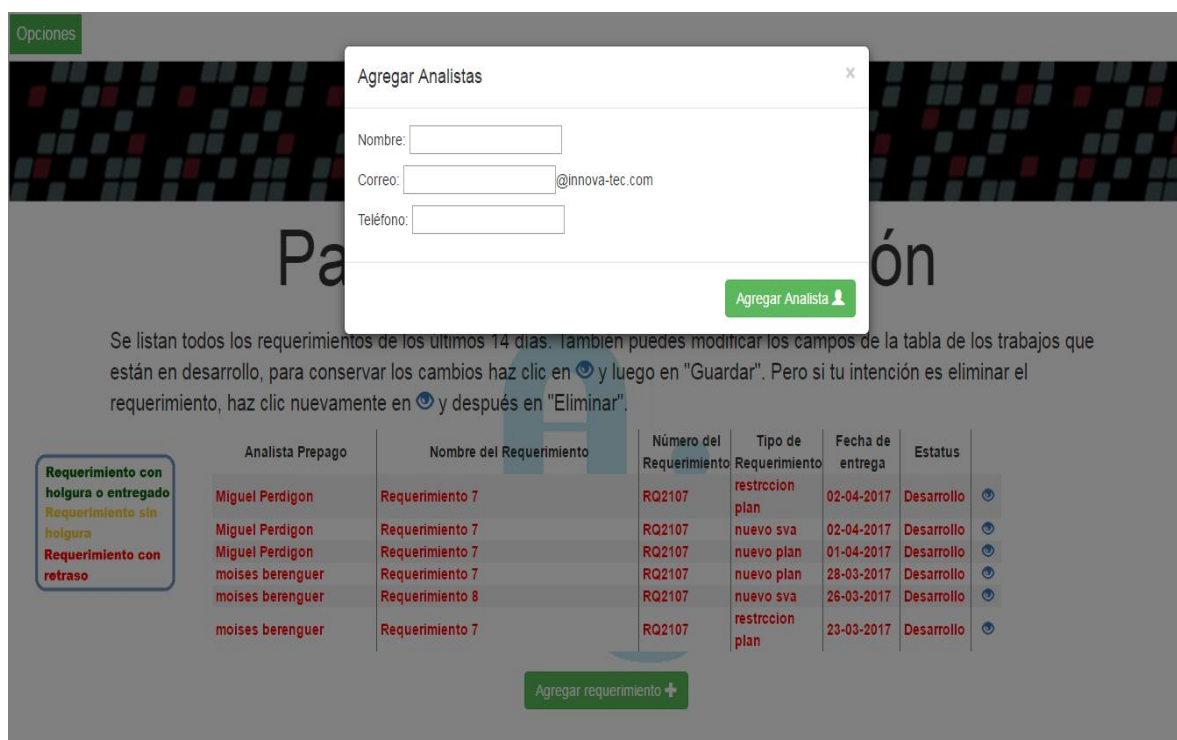 Opciones
Agregar Analistas
×
Nombre:
Correo: @innova-tec.com
Teléfono:
Agregar Analista
Pa ón
Se listan todos los requerimientos de los últimos 14 días. También puedes modificar los campos de la tabla de los trabajos que
están en desarrollo, para conservar los cambios haz clic en y luego en "Guardar". Pero si tu intención es eliminar el
requerimiento, haz clic nuevamente en y después en "Eliminar".
Requerimiento con
holgura o entregado
Requerimiento sin
holgura
Requerimiento con
retraso
Analista Prepago Nombre del Requerimiento Número del Requerimiento Tipo de Requerimiento Fecha de entrega Estatus
Miguel Perdigon Requerimiento 7 RQ2107 restrccion plan 02-04-2017 Desarrollo
Miguel Perdigon Requerimiento 7 RQ2107 nuevo sva 02-04-2017 Desarrollo
Miguel Perdigon Requerimiento 7 RQ2107 nuevo plan 01-04-2017 Desarrollo
moises berenguer Requerimiento 7 RQ2107 nuevo plan 28-03-2017 Desarrollo
moises berenguer Requerimiento 8 RQ2107 nuevo sva 26-03-2017 Desarrollo
moises berenguer Requerimiento 7 RQ2107 restrccion plan 23-03-2017 Desarrollo
Agregar requerimiento